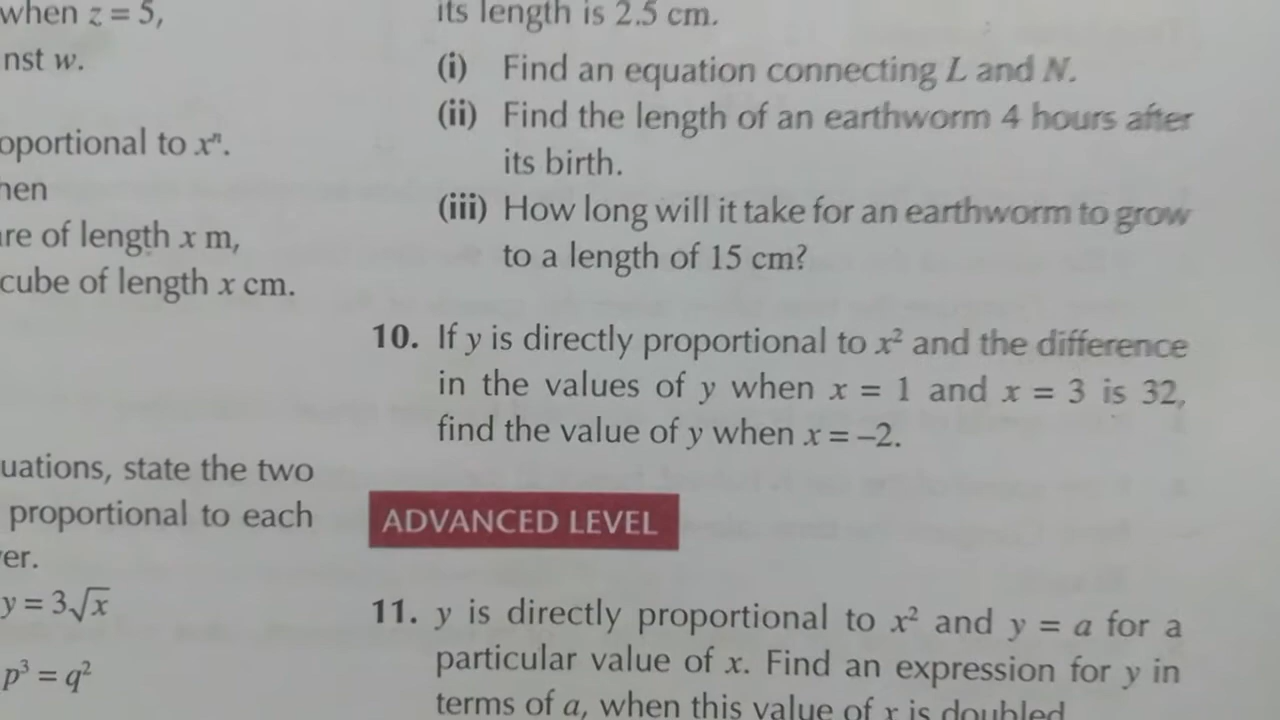 when z = 5,
nst w.
oportional to xⁿ.
hen
are of length x m,
cube of length x cm.
uations, state the two
proportional to each
er.
y = 3√x
p³ = q²
its length is 2.5 cm.
(i) Find an equation connecting L and N.
(ii) Find the length of an earthworm 4 hours after
its birth.
(iii) How long will it take for an earthworm to grow
to a length of 15 cm?
10. If y is directly proportional to x² and the difference
in the values of y when x = 1 and x = 3 is 32,
find the value of y when x = –2.
ADVANCED LEVEL
11. y is directly proportional to x² and y = a for a
particular value of x. Find an expression for y in
terms of a, when this value of x is doubled